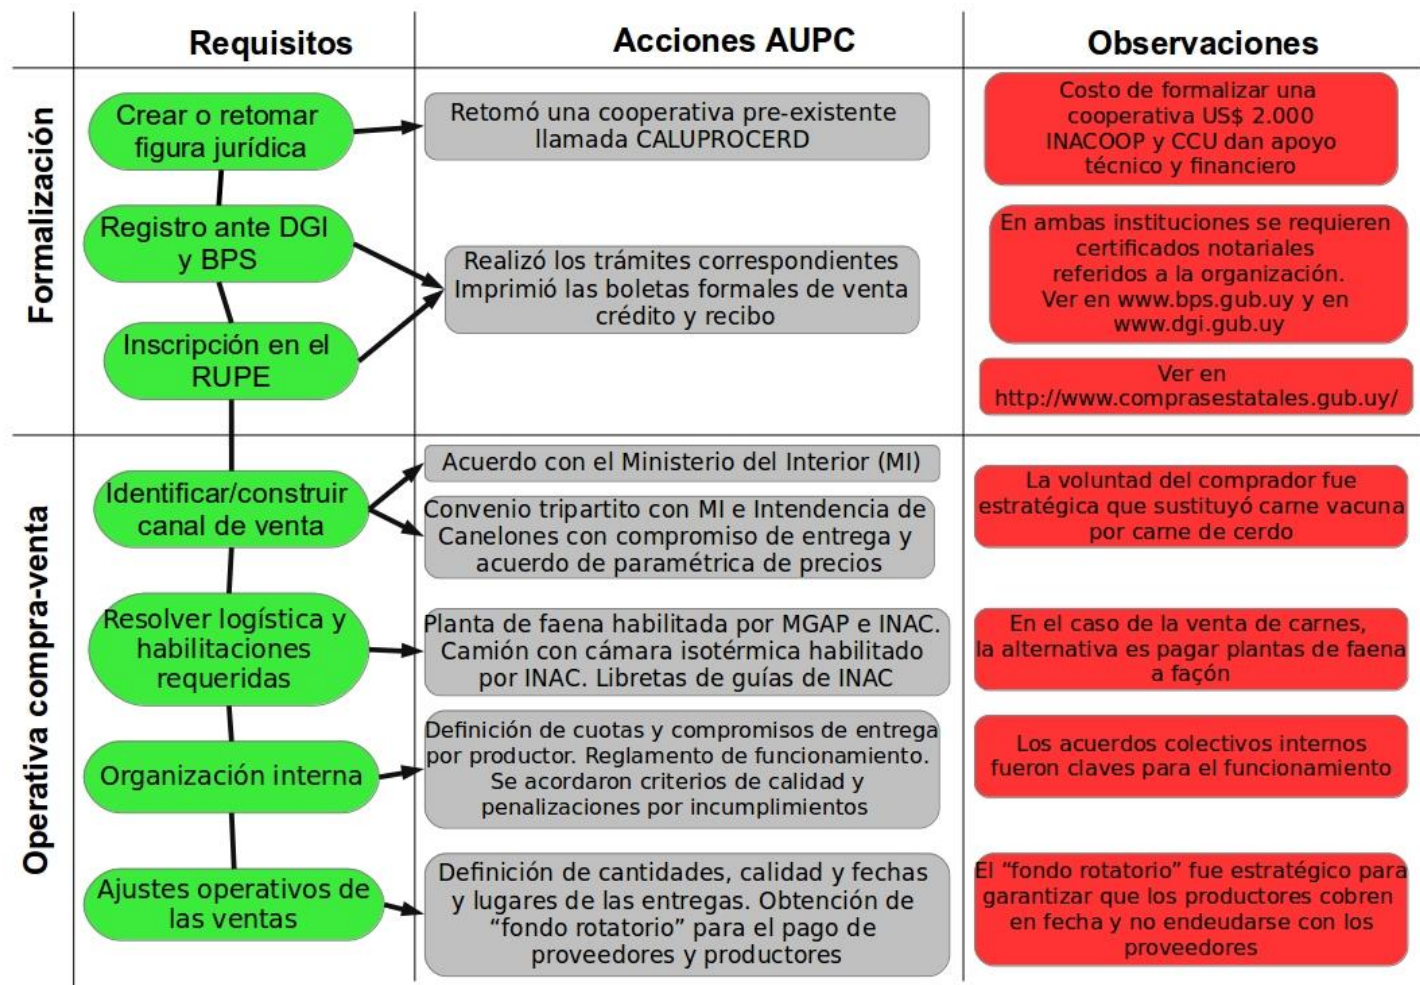 Requisitos
Acciones AUPC
Observaciones
Formalización
Crear o retomar
figura jurídica
Retomó una cooperativa pre-existente
llamada CALUPROCERD
Costo de formalizar una
cooperativa US$ 2.000
INACOOP y CCU dan apoyo
técnico y financiero
Registro ante DGI
y BPS
Realizó los trámites correspondientes
Imprimió las boletas formales de venta
crédito y recibo
En ambas instituciones se requieren
certificados notariales
referidos a la organización.
Ver en www.bps.gub.uy y en
www.dgi.gub.uy
Inscripción en el
RUPE
Ver en
http://www.comprasestatales.gub.uy/
Operativa compra-venta
Identificar/construir
canal de venta
Acuerdo con el Ministerio del Interior (MI)
Convenio tripartito con MI e Intendencia de
Canelones con compromiso de entrega y
acuerdo de paramétrica de precios
La voluntad del comprador fue
estratégica que sustituyó carne vacuna
por carne de cerdo
Resolver logística y
habilitaciones
requeridas
Planta de faena habilitada por MGAP e INAC.
Camión con cámara isotérmica habilitado
por INAC. Libretas de guías de INAC
En el caso de la venta de carnes,
la alternativa es pagar plantas de faena
a façón
Organización interna
Definición de cuotas y compromisos de entrega
por productor. Reglamento de funcionamiento.
Se acordaron criterios de calidad y
penalizaciones por incumplimientos
Los acuerdos colectivos internos
fueron claves para el funcionamiento
Ajustes operativos de
las ventas
Definición de cantidades, calidad y fechas
y lugares de las entregas. Obtención de
“fondo rotatorio” para el pago de
proveedores y productores
El “fondo rotatorio” fue estratégico para
garantizar que los productores cobren
en fecha y no endeudarse con los
proveedores